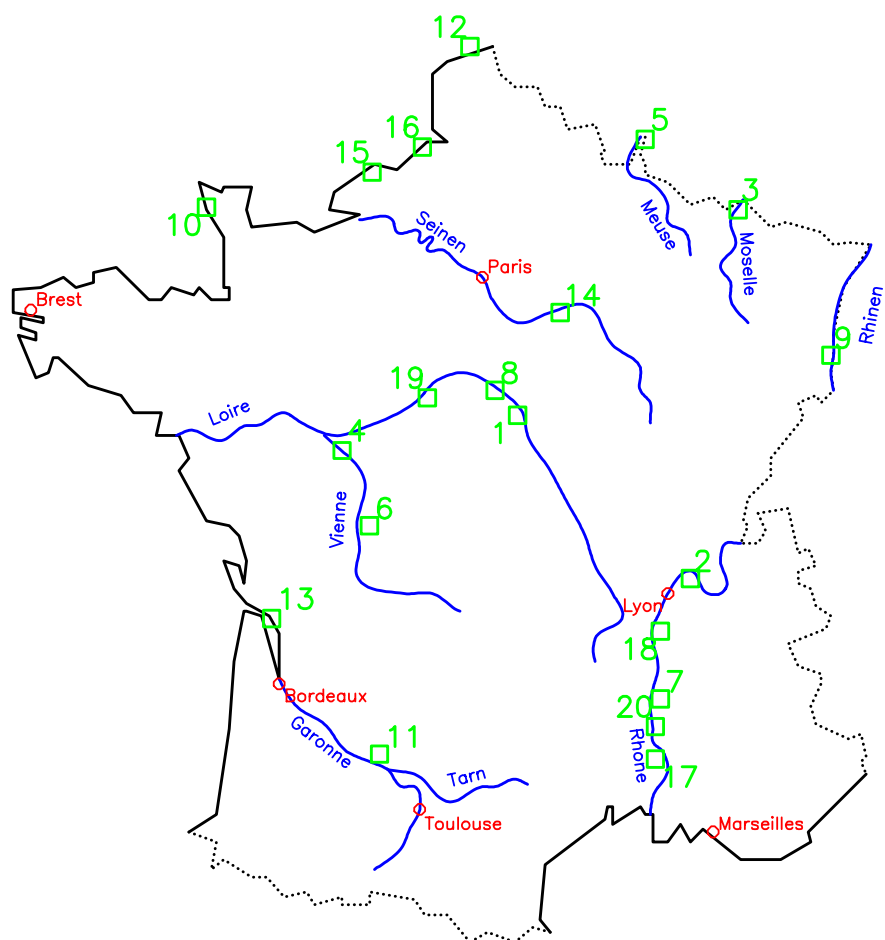 12
5
16
15
3
10
Seinen
Meuse
Moselle
Paris
Brest
14
Rhinen
9
8
19
1
Loire
4
6
Vienne
2
Lyon
13
18
Bordeaux
7
20
Garonne
11
Rhone
17
Tarn
Toulouse
Marseilles